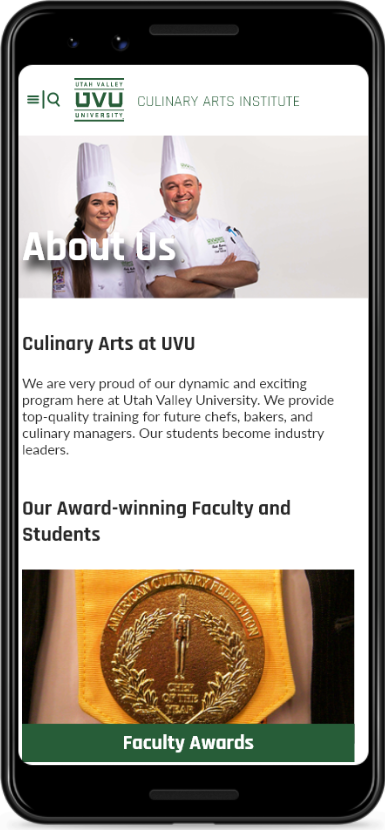 UTAH VALLEY
UVU
UNIVERSITY
CULINARY ARTS INSTITUTE
About Us
Culinary Arts at UVU
We are very proud of our dynamic and exciting
program here at Utah Valley University. We provide
top-quality training for future chefs, bakers, and
culinary managers. Our students become industry
leaders.
Our Award-winning Faculty and
Students
AMERICAN CULINARY FEDERATION
CHEF
OF THE
YEAR
Faculty Awards